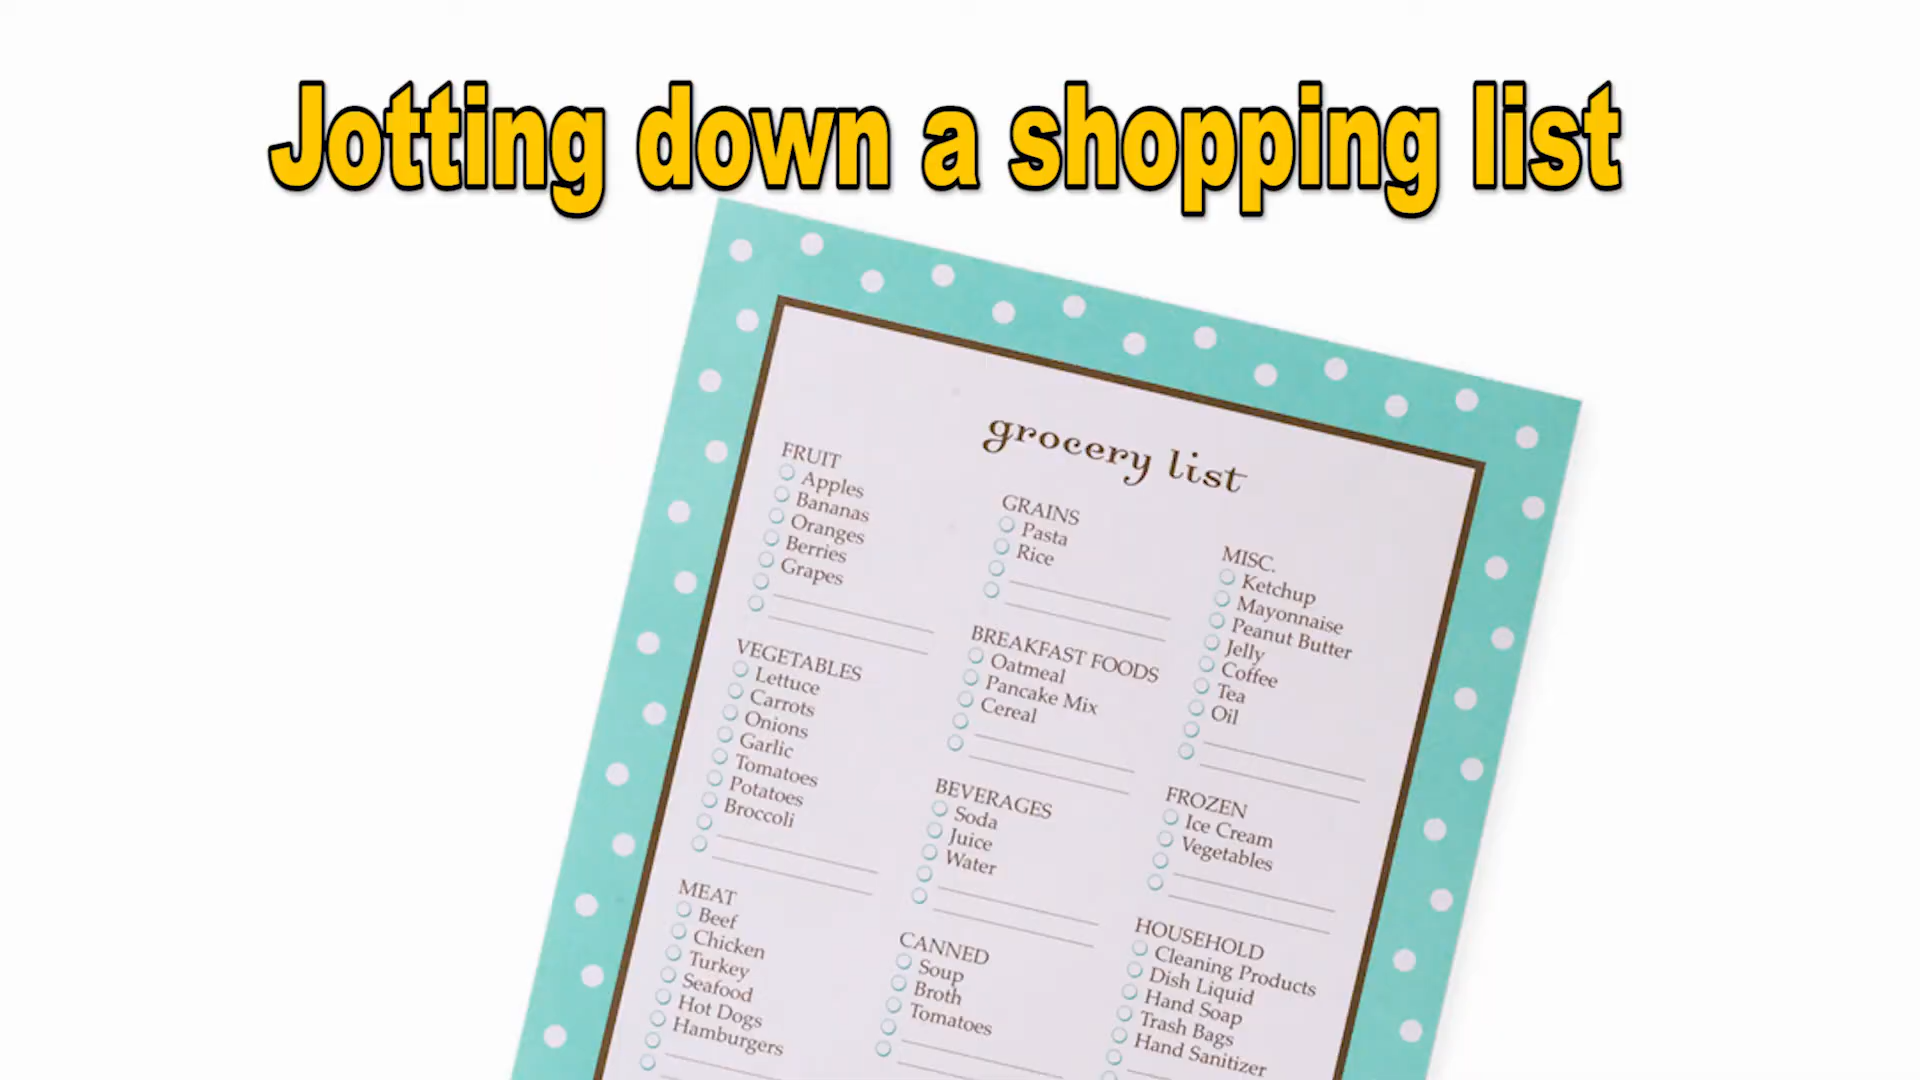 Jotting down a shopping list
grocery list
FRUIT
Apples
Bananas
Oranges
Berries
Grapes
VEGETABLES
Lettuce
Carrots
Onions
Garlic
Tomatoes
Potatoes
Broccoli
MEAT
Beef
Chicken
Turkey
Seafood
Hot Dogs
Hamburgers
GRAINS
Pasta
Rice
BREAKFAST FOODS
Oatmeal
Pancake Mix
Cereal
BEVERAGES
Soda
Juice
Water
CANNED
Soup
Broth
Tomatoes
MISC.
Ketchup
Mayonnaise
Peanut Butter
Jelly
Coffee
Tea
Oil
FROZEN
Ice Cream
Vegetables
HOUSEHOLD
Cleaning Products
Dish Liquid
Hand Soap
Trash Bags
Hand Sanitizer